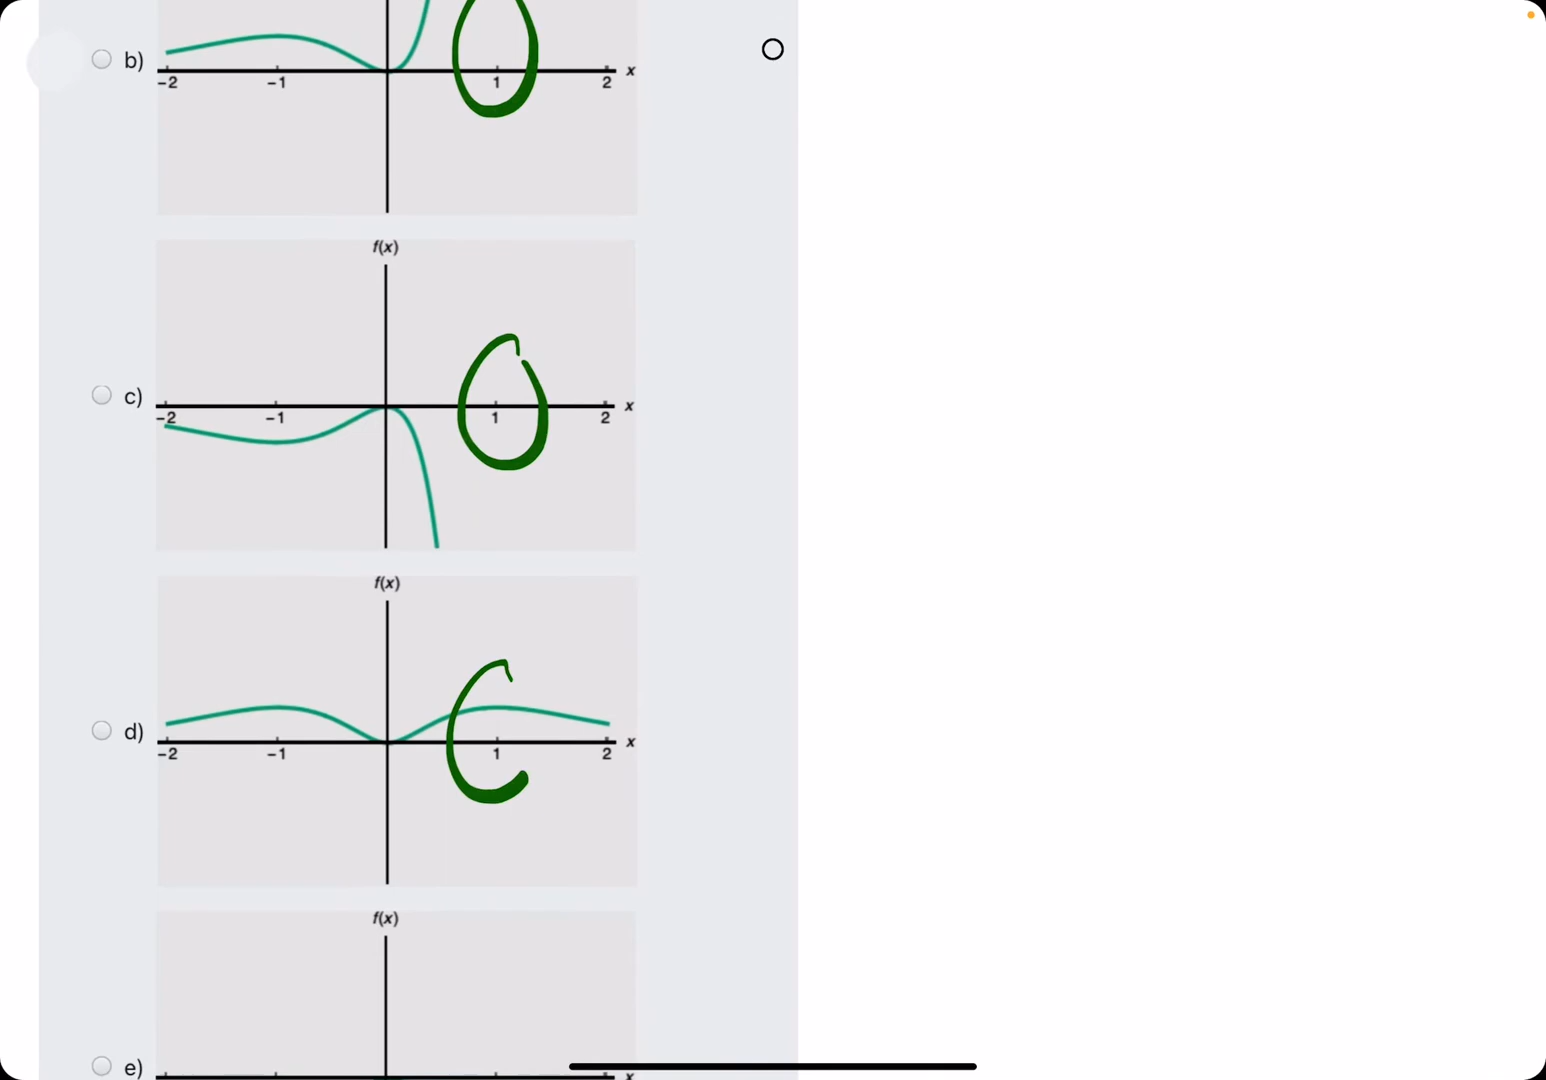 b)
−2 −1 1 2 x
f(x)
c)
−2 −1 1 2 x
f(x)
d)
−2 −1 1 2 x
f(x)
e)
x